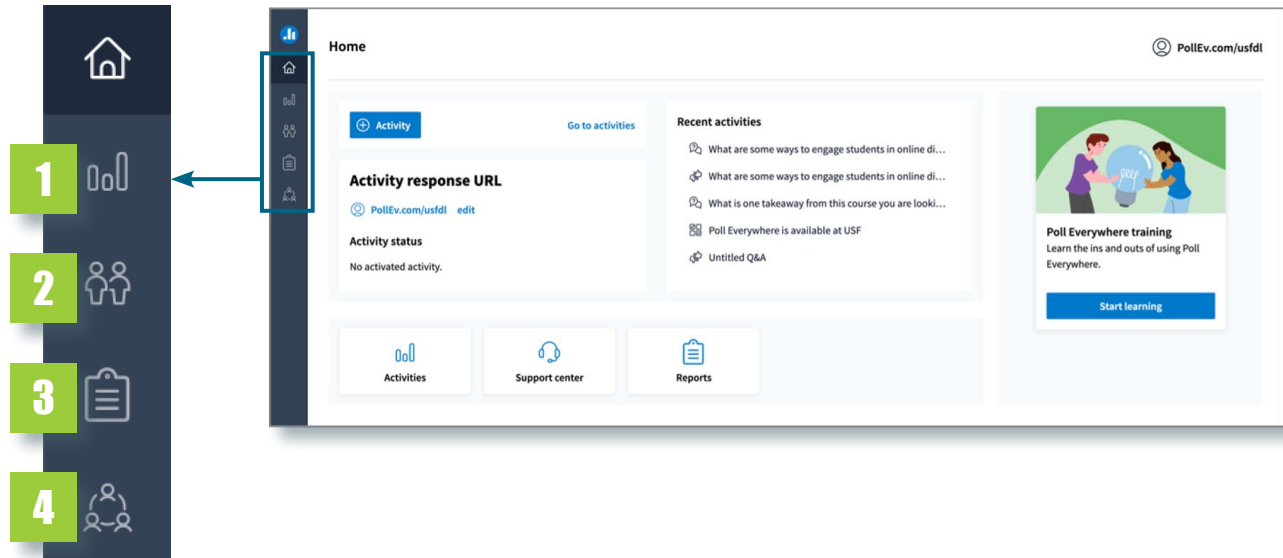 1
2
3
4
Home
PollEv.com/usfdl
Activity
Go to activities
Activity response URL
PollEv.com/usfdl edit
Activity status
No activated activity.
Recent activities
What are some ways to engage students in online di...
What are some ways to engage students in online di...
What is one takeaway from this course you are looki...
Poll Everywhere is available at USF
Untitled Q&A
Poll Everywhere training
Learn the ins and outs of using Poll
Everywhere.
Start learning
Activities
Support center
Reports